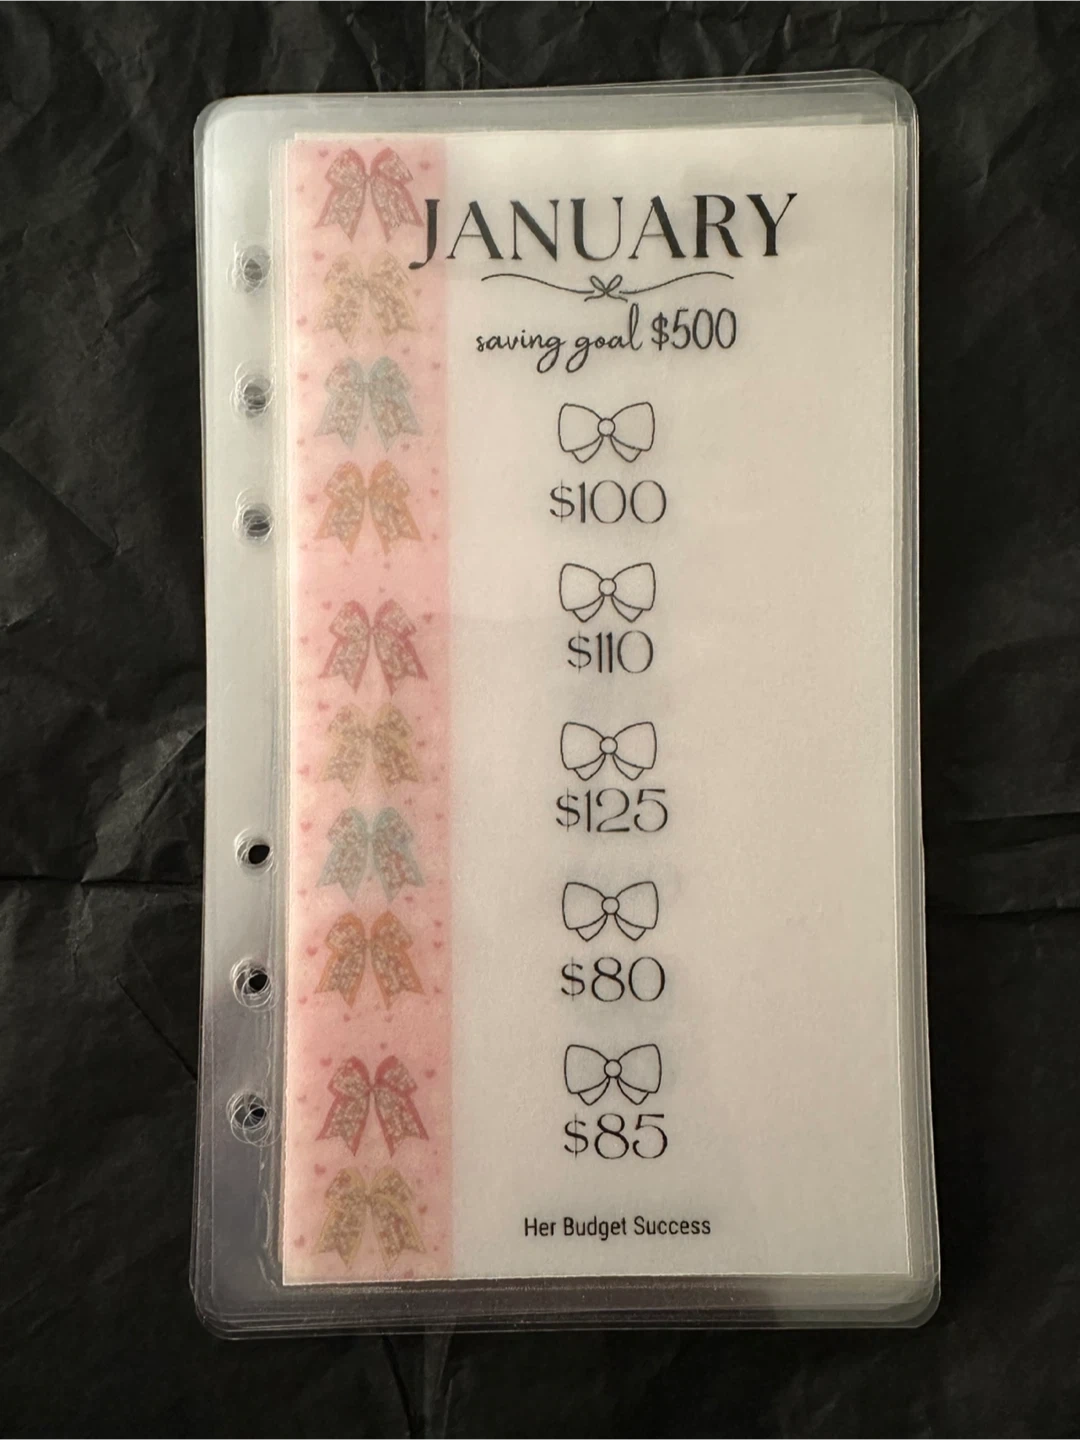 JANUARY
saving goal $500
$100
$110
$125
$80
$85
Her Budget Success